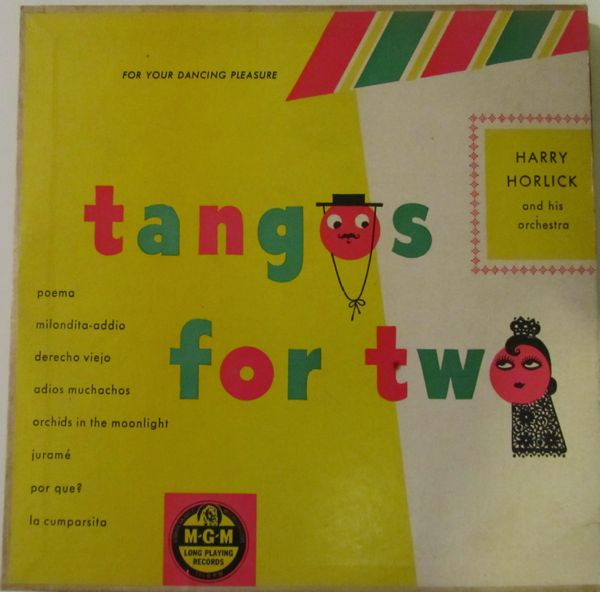 FOR YOUR DANCING PLEASURE
HARRY
HORLICK
and his
orchestra
tangos
for two
poema
milondita-addio
derecho viejo
adios muchachos
orchids in the moonlight
juramé
por que?
la cumparsita
M-G-M
LONG PLAYING
RECORDS